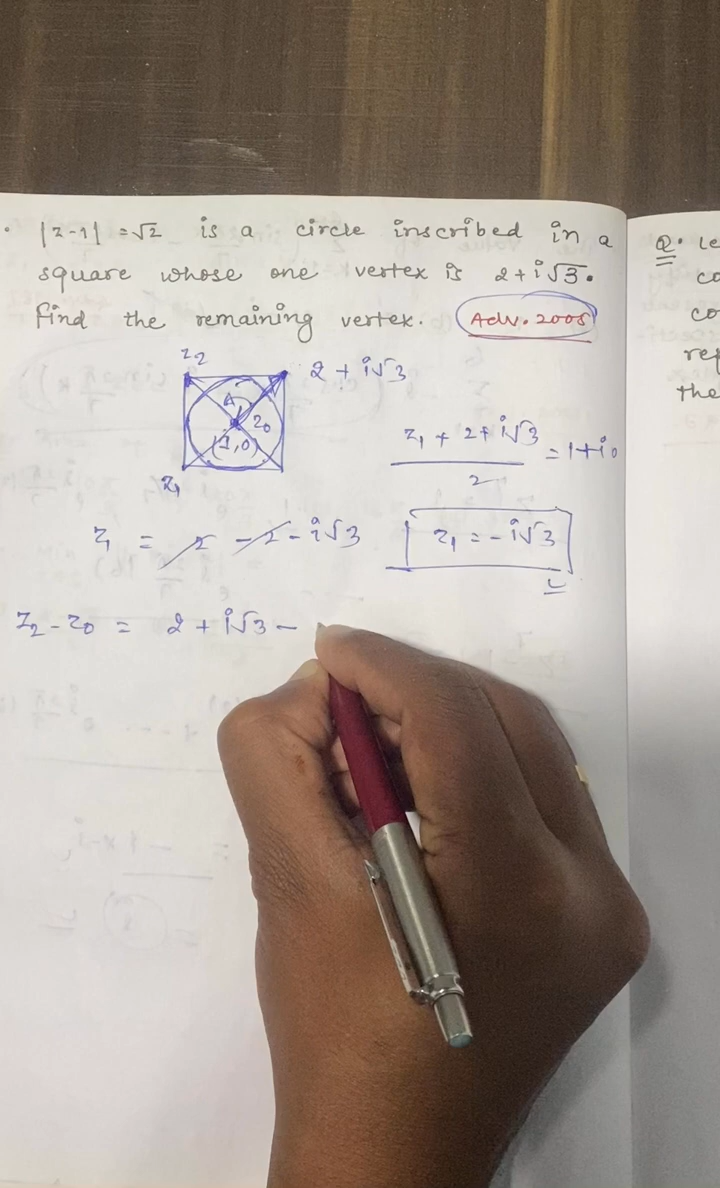 |z-1| = √2 is a circle inscribed in a
square whose one vertex is 2+i√3.
Find the remaining vertex. Adv. 2005
z2
2 + i√3
z0
(1,0)
z1
z1 + 2+i√3
2
= 1+i0
z1 = 2 - 2 - i√3
z1 = -i√3
z2 - z0 = 2 + i√3 -
Q. Le
co
co
rep
the